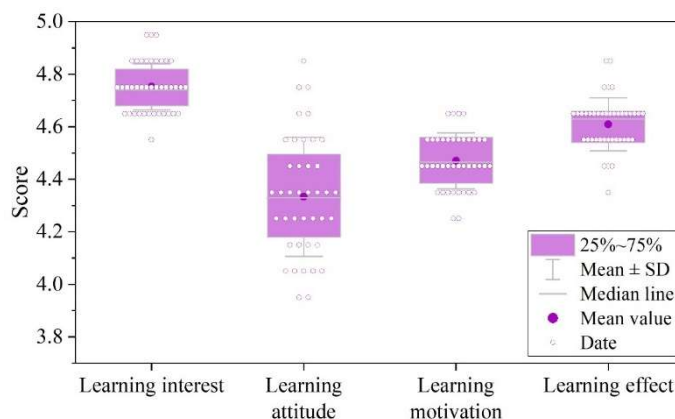 5.0
4.8
4.6
4.4
4.2
4.0
3.8
Score
25%~75%
Mean ± SD
Median line
Mean value
Date
Learning interest
Learning
attitude
Learning
motivation
Learning effect